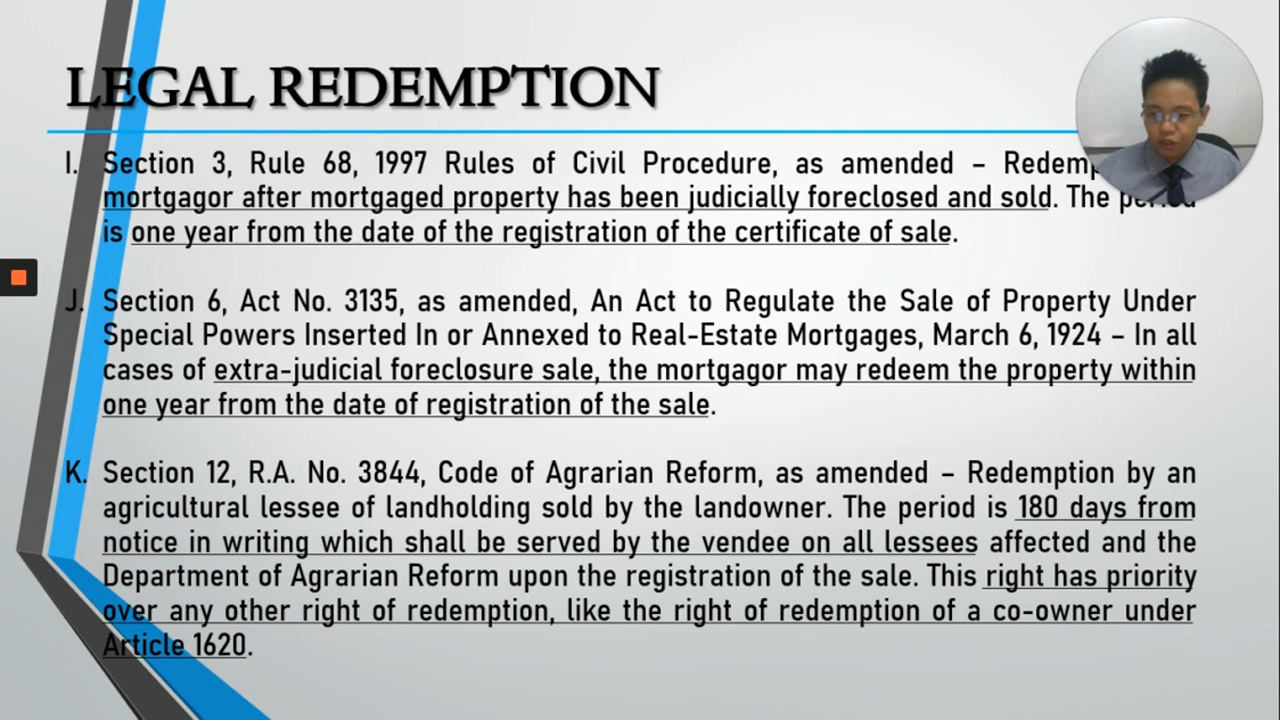 LEGAL REDEMPTION
I. Section 3, Rule 68, 1997 Rules of Civil Procedure, as amended –
mortgagor after mortgaged property has been judicially foreclosed and sold. The
is one year from the date of the registration of the certificate of sale.
J. Section 6, Act No. 3135, as amended, An Act to Regulate the Sale of Property Under
Special Powers Inserted In or Annexed to Real-Estate Mortgages, March 6, 1924 – In all
cases of extra-judicial foreclosure sale, the mortgagor may redeem the property within
one year from the date of registration of the sale.
K. Section 12, R.A. No. 3844, Code of Agrarian Reform, as amended – Redemption by an
agricultural lessee of landholding sold by the landowner. The period is 180 days from
notice in writing which shall be served by the vendee on all lessees affected and the
Department of Agrarian Reform upon the registration of the sale. This right has priority
over any other right of redemption, like the right of redemption of a co-owner under
Article 1620.